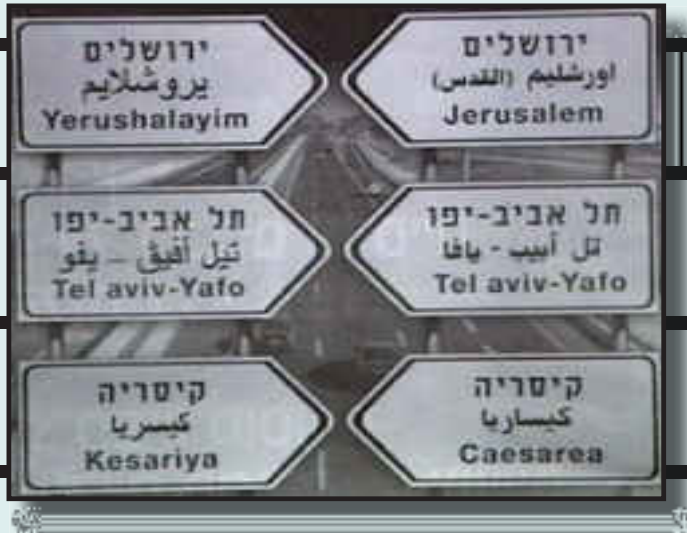 ירושלים
يروشلايم
Yerushalayim
ירושלים
اورشليم (القدس)
Jerusalem
תל אביב-יפו
تيل أفيڤ - يفو
Tel aviv-Yafo
תל אביב-יפו
تل أبيب - يافا
Tel aviv-Yafo
קיסריה
كيسريا
Kesariya
קיסריה
كيساريا
Caesarea